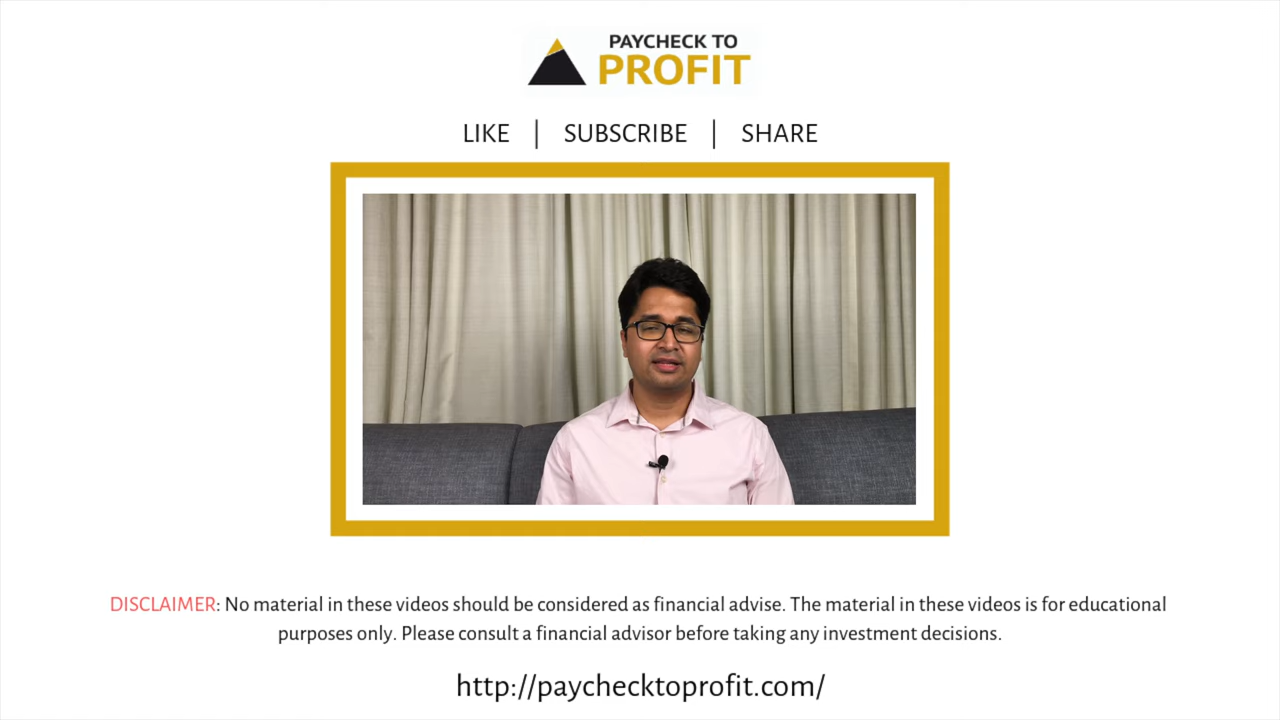 PAYCHECK TO
PROFIT
LIKE | SUBSCRIBE | SHARE
DISCLAIMER: No material in these videos should be considered as financial advise. The material in these videos is for educational
purposes only. Please consult a financial advisor before taking any investment decisions.
http://paychecktoprofit.com/